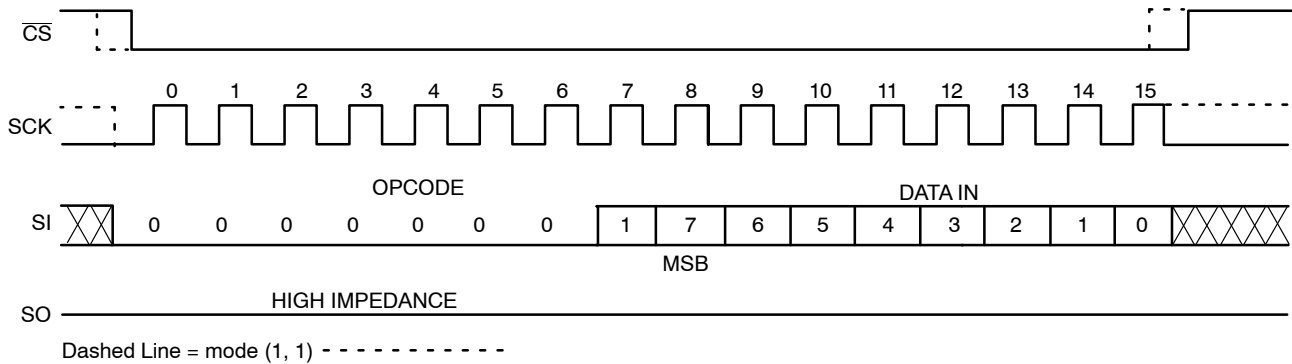 CS
0 1 2 3 4 5 6 7 8 9 10 11 12 13 14 15
SCK
OPCODE DATA IN
SI 0 0 0 0 0 0 0 1 7 6 5 4 3 2 1 0
MSB
HIGH IMPEDANCE
SO
Dashed Line = mode (1, 1)